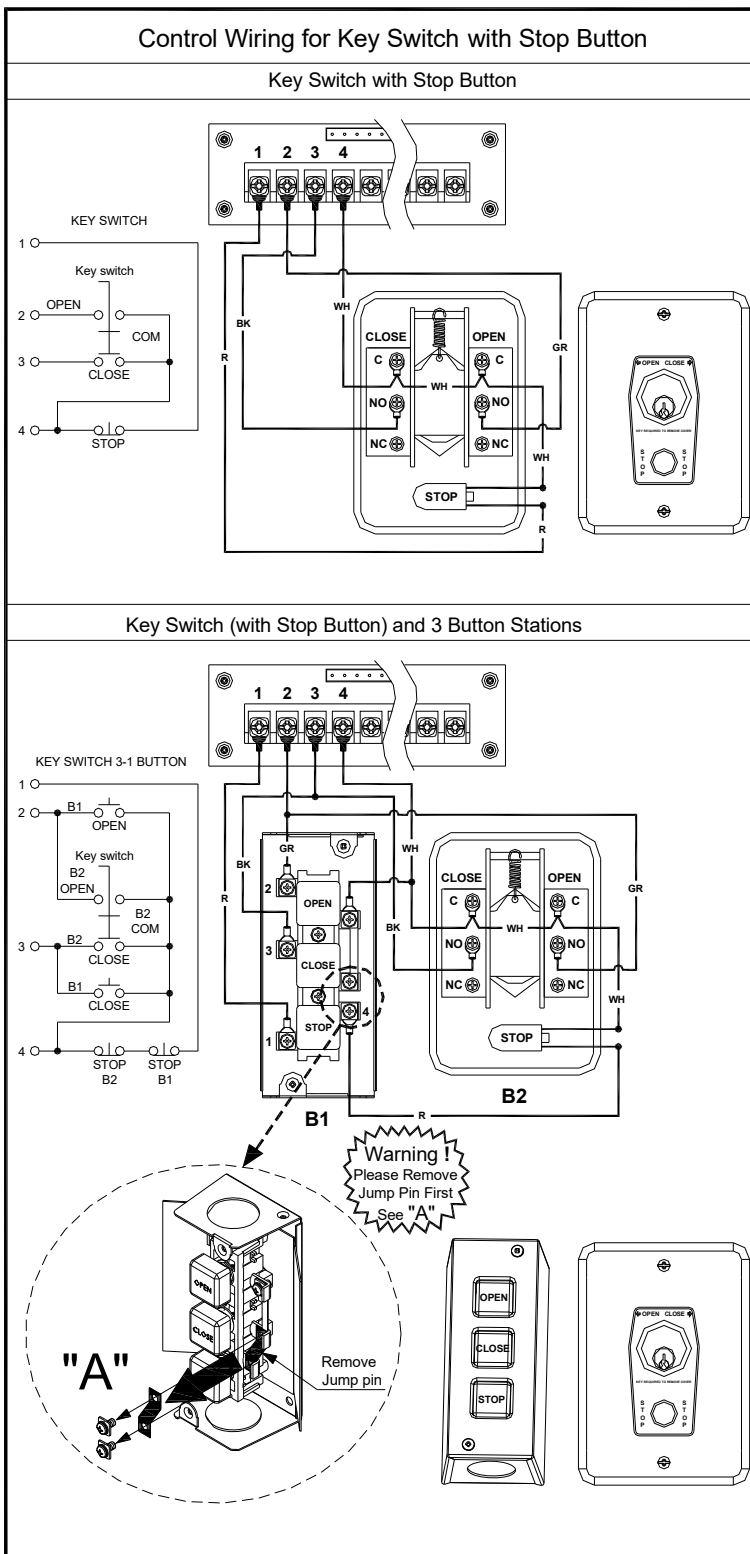 Control Wiring for Key Switch with Stop Button
Key Switch with Stop Button
1 2 3 4
KEY SWITCH
1
Key switch
2 OPEN
COM
3
CLOSE
4
STOP
R
BK
WH
GR
CLOSE OPEN
C C
WH
NO NO
NC NC
WH
STOP
R
OPEN CLOSE
KEY REQUIRED TO REMOVE COVER
STOP STOP
Key Switch (with Stop Button) and 3 Button Stations
1 2 3 4
KEY SWITCH 3-1 BUTTON
1
2 B1
OPEN
Key switch
B2
OPEN
B2
COM
3 B2
CLOSE
B1
CLOSE
4
STOP STOP
B2 B1
R
BK
GR
WH
2
OPEN
3
CLOSE
4
STOP
1
B1
BK
GR
CLOSE OPEN
C C
WH
NO NO
NC NC
WH
STOP
B2
R
Warning !
Please Remove
Jump Pin First
See "A"
"A"
OPEN
CLOSE
Remove
Jump pin
OPEN
CLOSE
STOP
OPEN CLOSE
KEY REQUIRED TO REMOVE COVER
STOP STOP